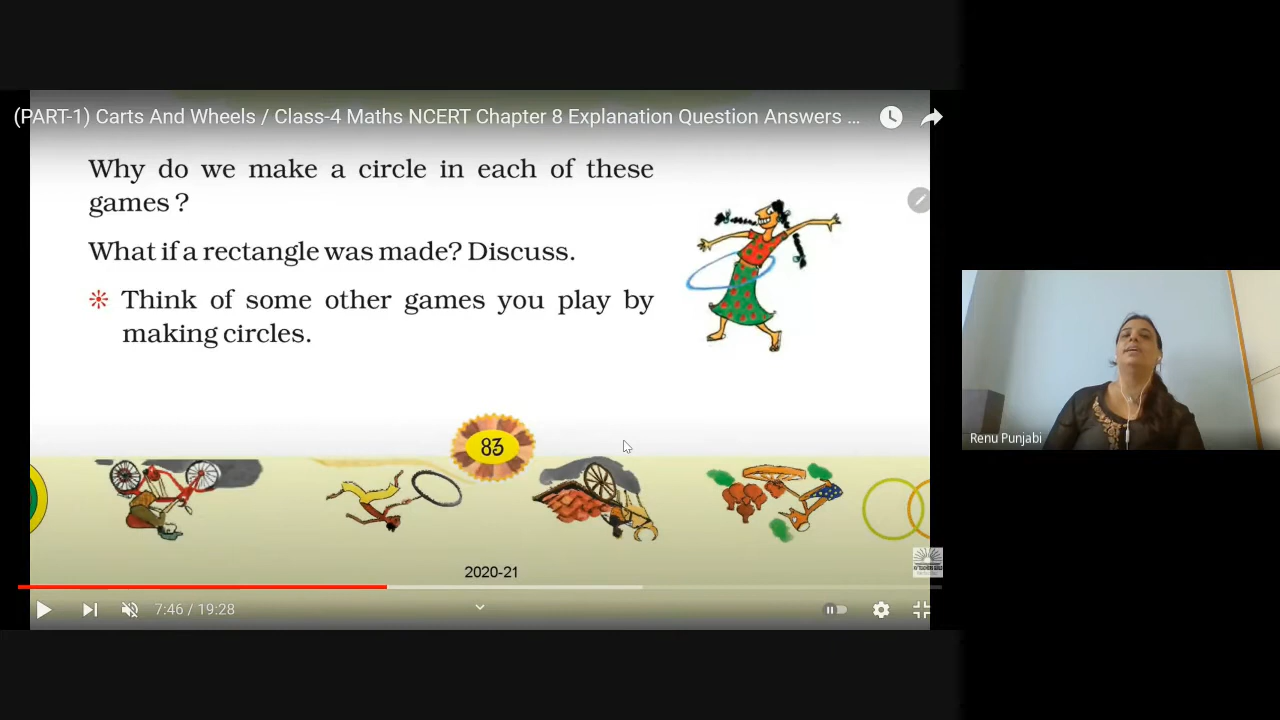 (PART-1) Carts And Wheels / Class-4 Maths NCERT Chapter 8 Explanation Question Answers ...
Why do we make a circle in each of these
games ?
What if a rectangle was made? Discuss.
Think of some other games you play by
making circles.
Renu Punjabi
83
2020-21
7:46 / 19:28